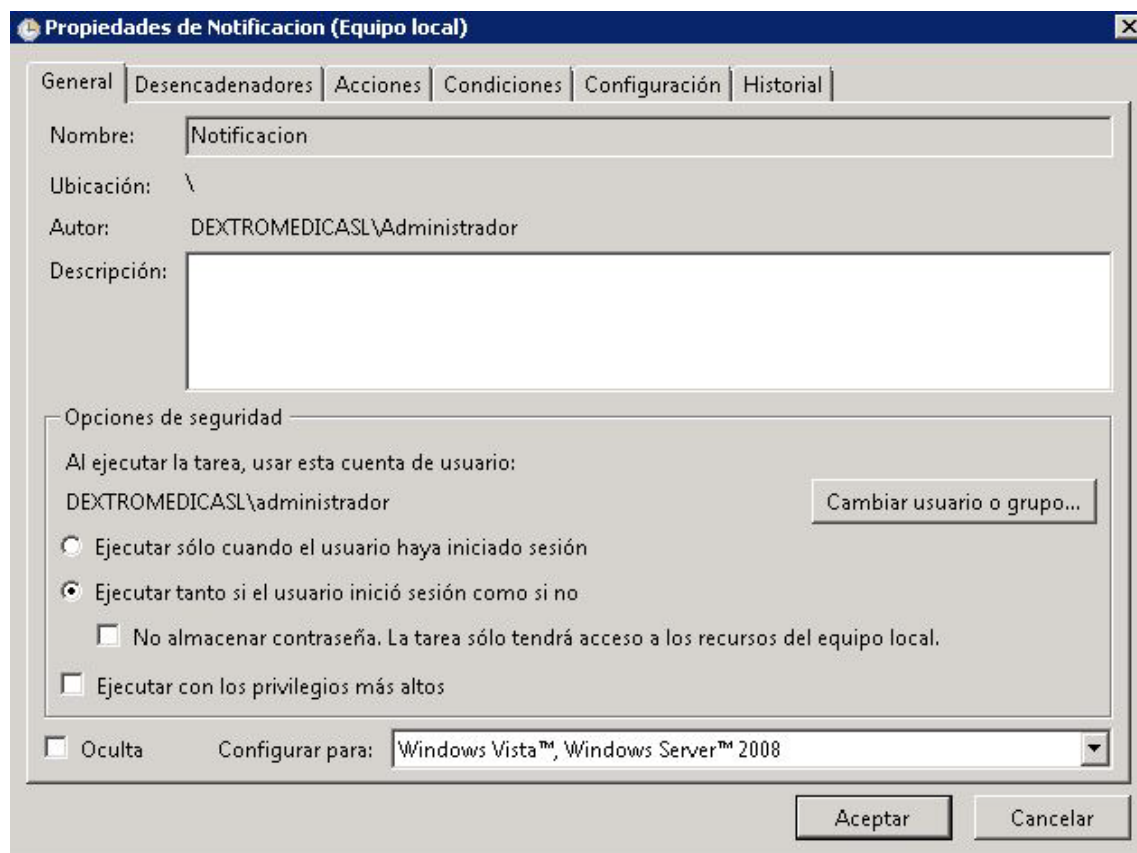 Propiedades de Notificacion (Equipo local)
General Desencadenadores Acciones Condiciones Configuración Historial
Nombre: Notificacion
Ubicación: \
Autor: DEXTROMEDICASL\Administrador
Descripción:
Opciones de seguridad
Al ejecutar la tarea, usar esta cuenta de usuario:
DEXTROMEDICASL\administrador Cambiar usuario o grupo...
Ejecutar sólo cuando el usuario haya iniciado sesión
Ejecutar tanto si el usuario inició sesión como si no
No almacenar contraseña. La tarea sólo tendrá acceso a los recursos del equipo local.
Ejecutar con los privilegios más altos
Oculta Configurar para: Windows Vista™, Windows Server™ 2008
Aceptar Cancelar